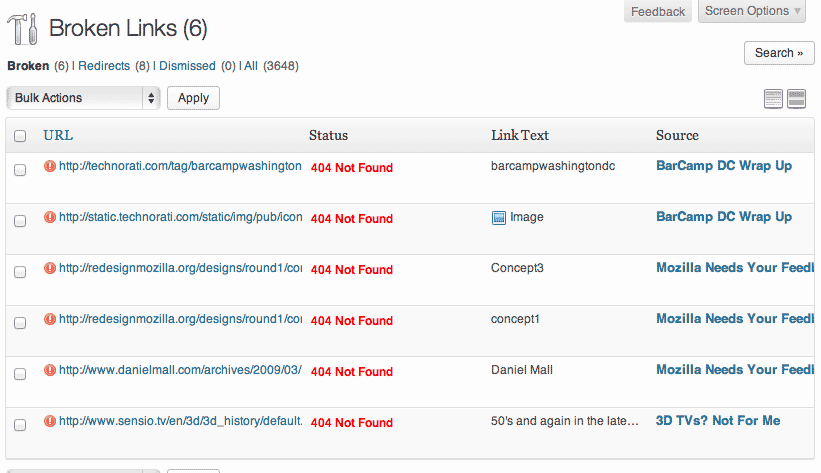 Feedback Screen Options
Broken Links (6)
Search »
Broken (6) | Redirects (8) | Dismissed (0) | All (3648)
Bulk Actions Apply
URL Status Link Text Source
http://technorati.com/tag/barcampwashington 404 Not Found barcampwashingtondc BarCamp DC Wrap Up
http://static.technorati.com/static/img/pub/icon 404 Not Found Image BarCamp DC Wrap Up
http://redesignmozilla.org/designs/round1/con 404 Not Found Concept3 Mozilla Needs Your Feedb
http://redesignmozilla.org/designs/round1/con 404 Not Found concept1 Mozilla Needs Your Feedb
http://www.danielmall.com/archives/2009/03/ 404 Not Found Daniel Mall Mozilla Needs Your Feedb
http://www.sensio.tv/en/3d/3d_history/default. 404 Not Found 50's and again in the late… 3D TVs? Not For Me